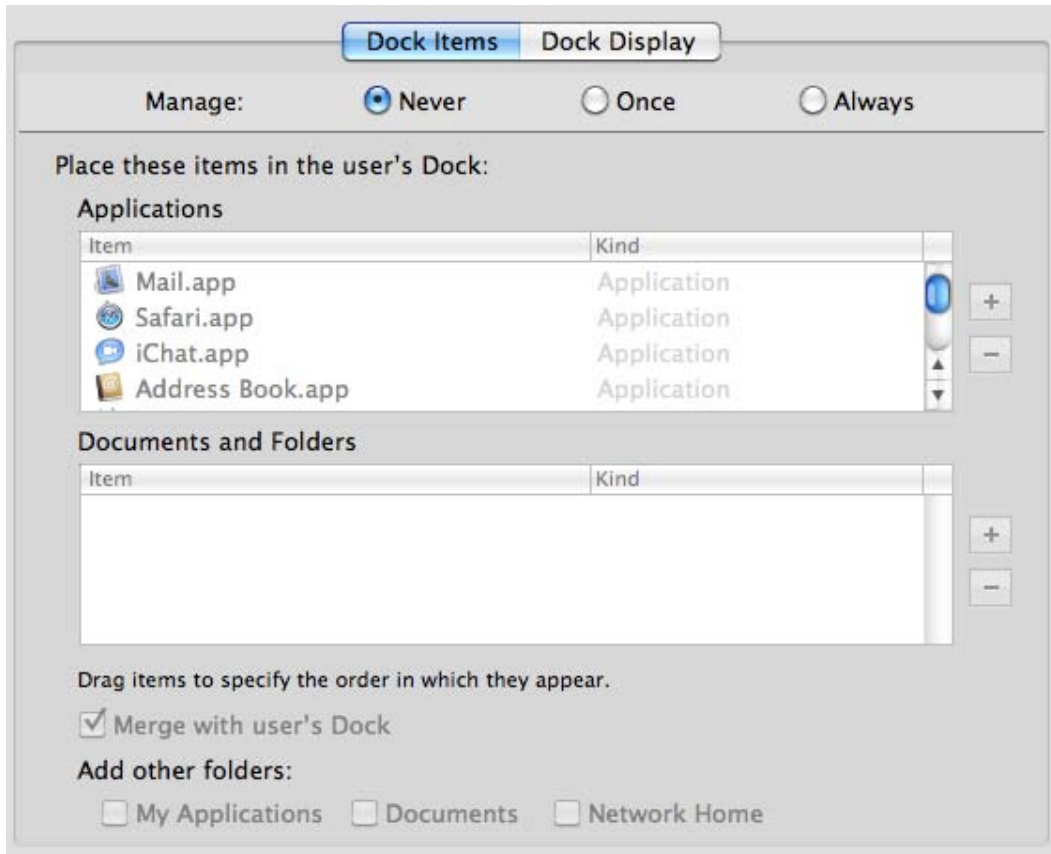 Dock Items Dock Display
Manage: Never Once Always
Place these items in the user's Dock:
Applications
Item Kind
Mail.app Application
Safari.app Application
iChat.app Application
Address Book.app Application
Documents and Folders
Item Kind
Drag items to specify the order in which they appear.
Merge with user's Dock
Add other folders:
My Applications Documents Network Home